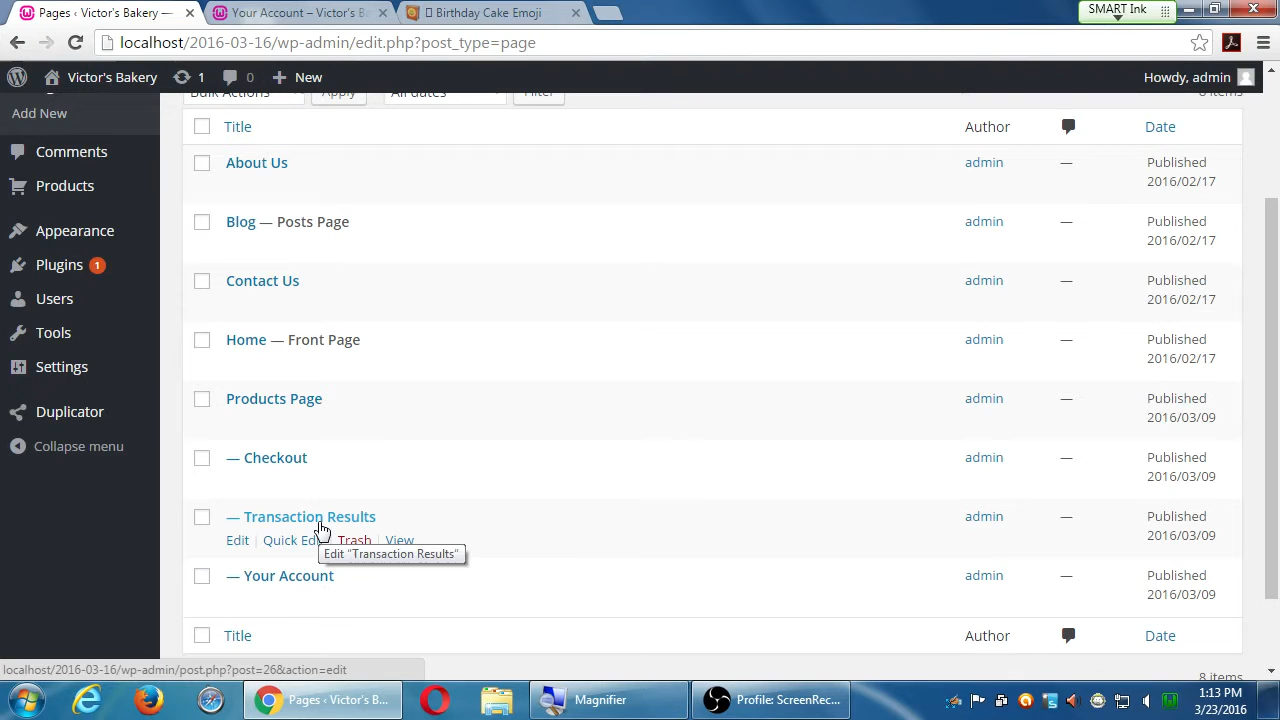 Pages ‹ Victor's Bakery —
Your Account – Victor's B
Birthday Cake Emoji
SMART Ink
localhost/2016-03-16/wp-admin/edit.php?post_type=page
Victor's Bakery
1
0
New
Howdy, admin
Bulk Actions
Apply
All dates
Filter
8 items
Add New
Comments
Products
Appearance
Plugins 1
Users
Tools
Settings
Duplicator
Collapse menu
Title Author Date
About Us admin — Published
2016/02/17
Blog — Posts Page admin — Published
2016/02/17
Contact Us admin — Published
2016/02/17
Home — Front Page admin — Published
2016/02/17
Products Page admin — Published
2016/03/09
— Checkout admin — Published
2016/03/09
— Transaction Results admin — Published
2016/03/09
Edit | Quick Edi Trash | View
Edit "Transaction Results"
— Your Account admin — Published
2016/03/09
Title Author Date
8 items
localhost/2016-03-16/wp-admin/post.php?post=26&action=edit
Pages ‹ Victor's B...
Magnifier
Profile: ScreenRec...
1:13 PM
3/23/2016